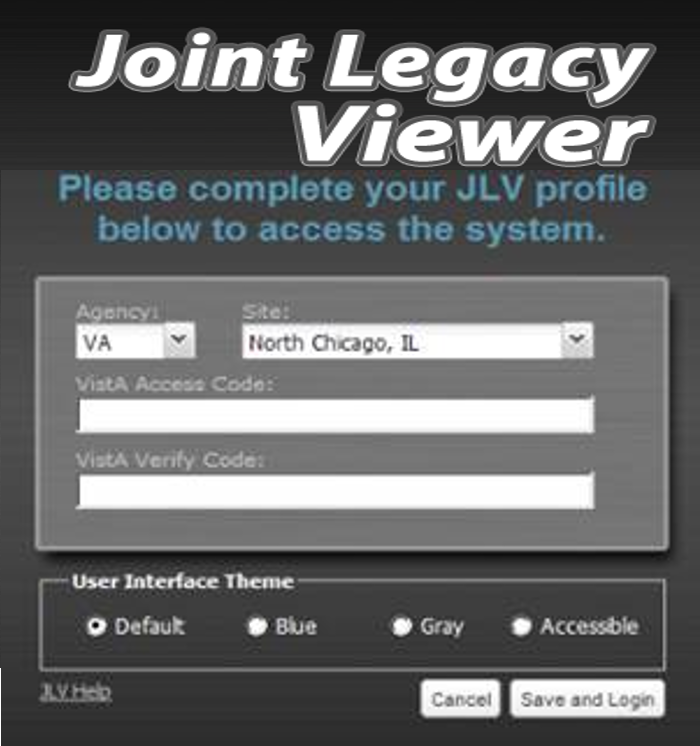 Joint Legacy
Viewer
Please complete your JLV profile
below to access the system.
Agency: Site:
VA North Chicago, IL
VistA Access Code:
VistA Verify Code:
User Interface Theme
Default Blue Gray Accessible
JLV Help Cancel Save and Login